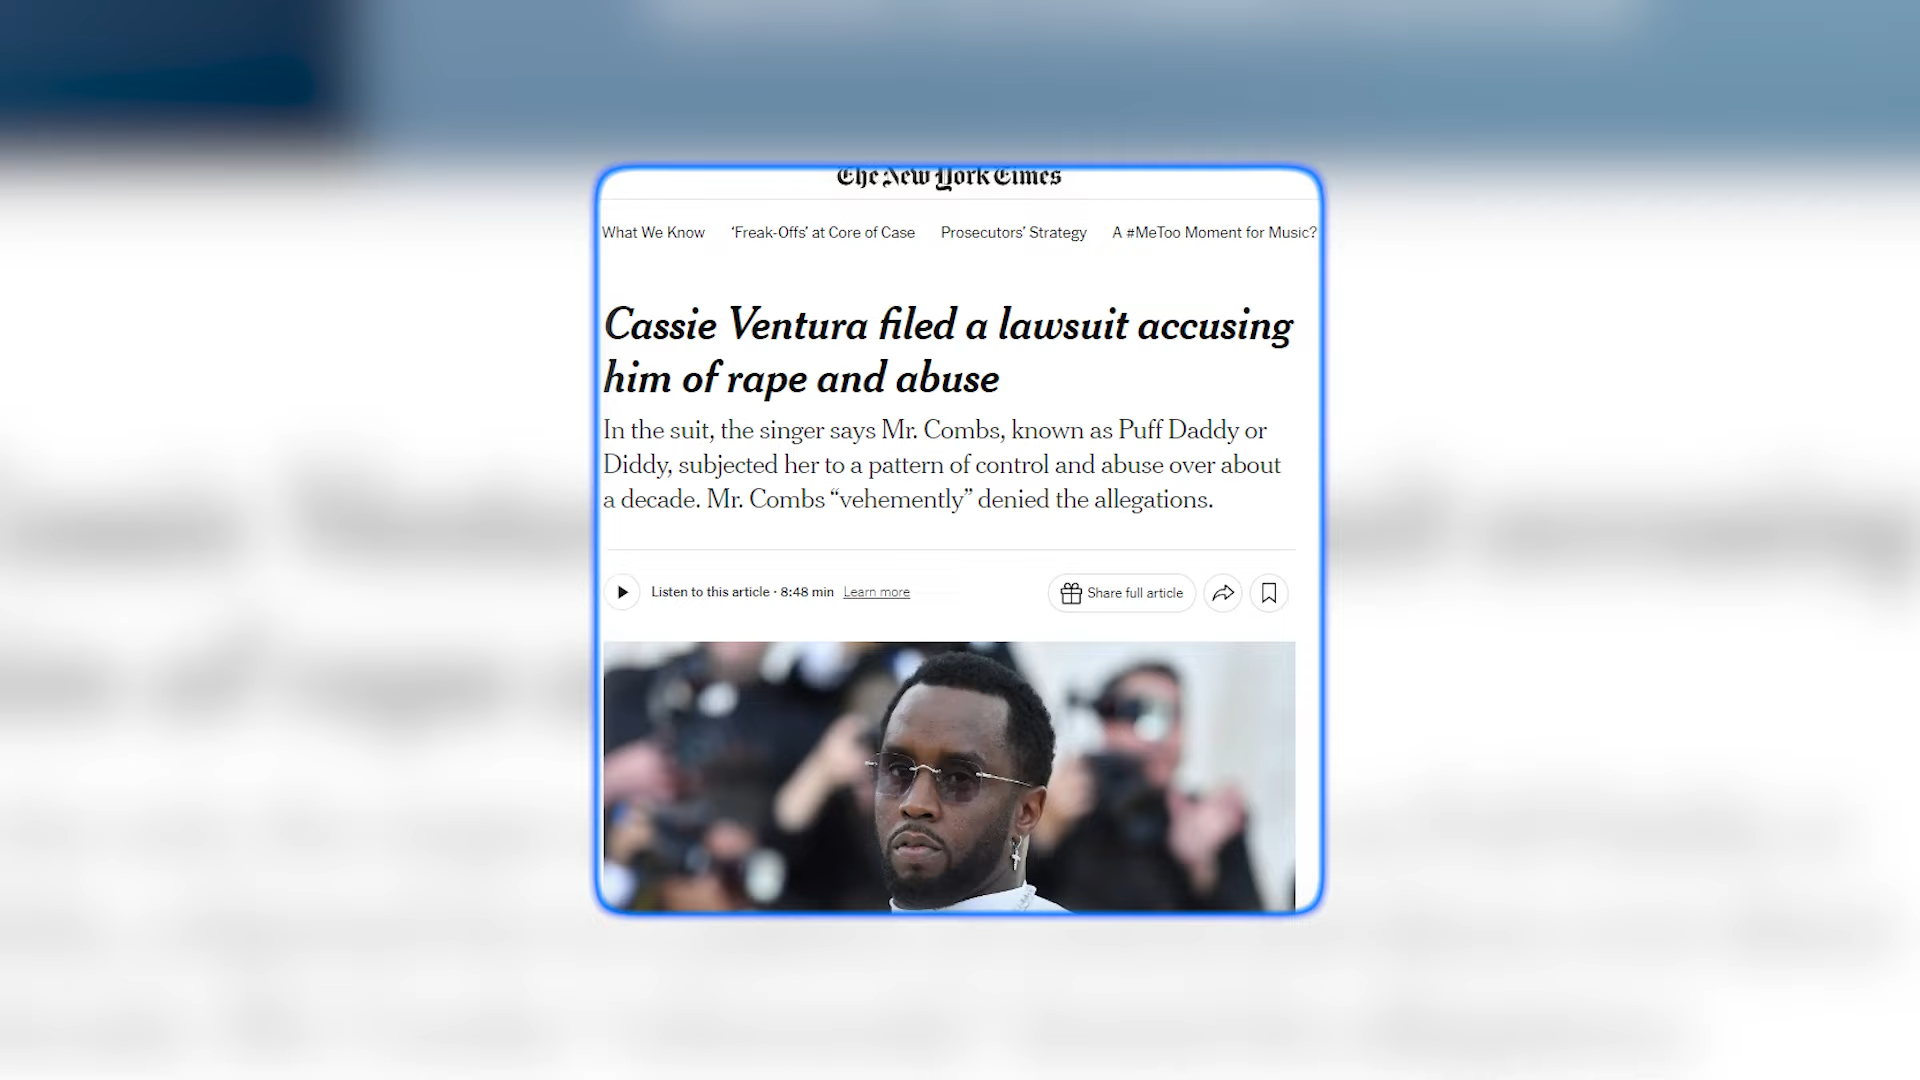 The New York Times
What We Know 'Freak-Offs' at Core of Case Prosecutors' Strategy A #MeToo Moment for Music?
Cassie Ventura filed a lawsuit accusing
him of rape and abuse
In the suit, the singer says Mr. Combs, known as Puff Daddy or
Diddy, subjected her to a pattern of control and abuse over about
a decade. Mr. Combs “vehemently” denied the allegations.
Listen to this article · 8:48 min Learn more
Share full article